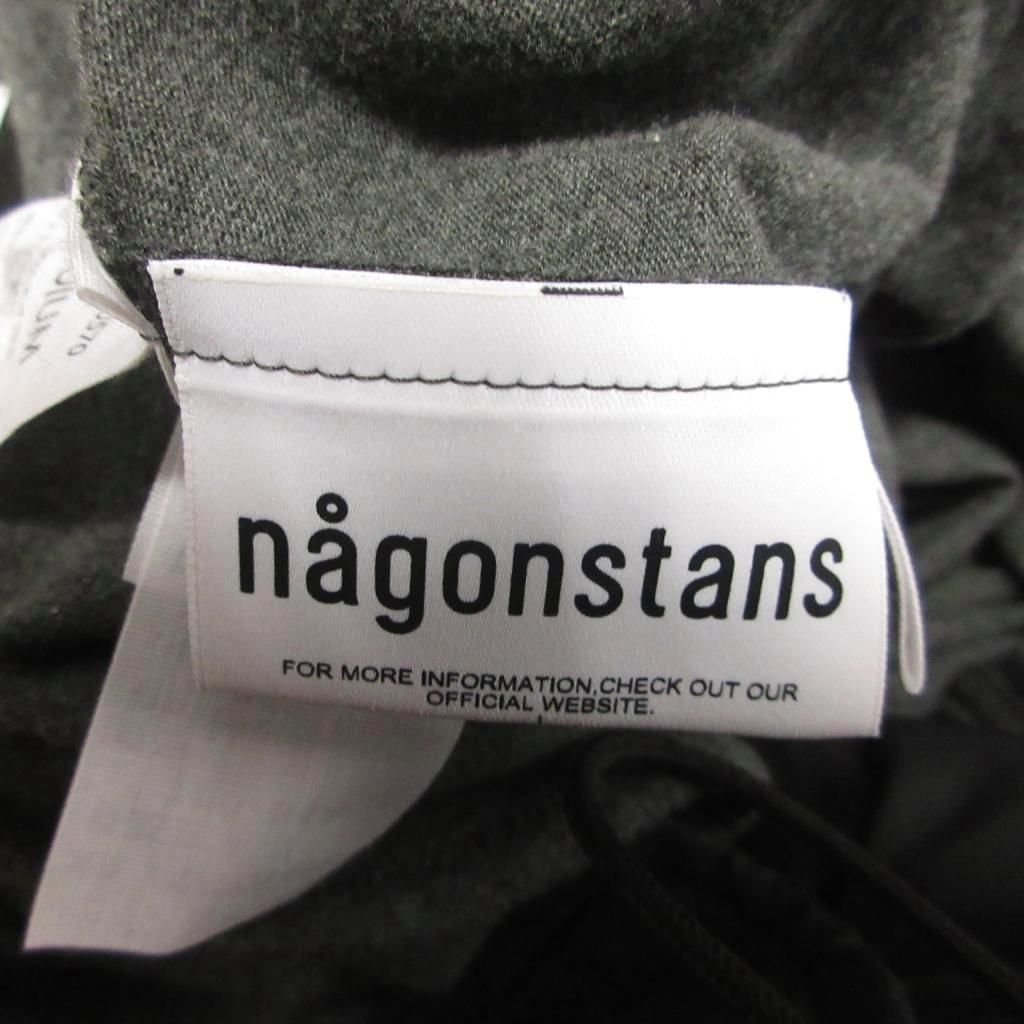 någonstans
FOR MORE INFORMATION,CHECK OUT OUR
OFFICIAL WEBSITE.